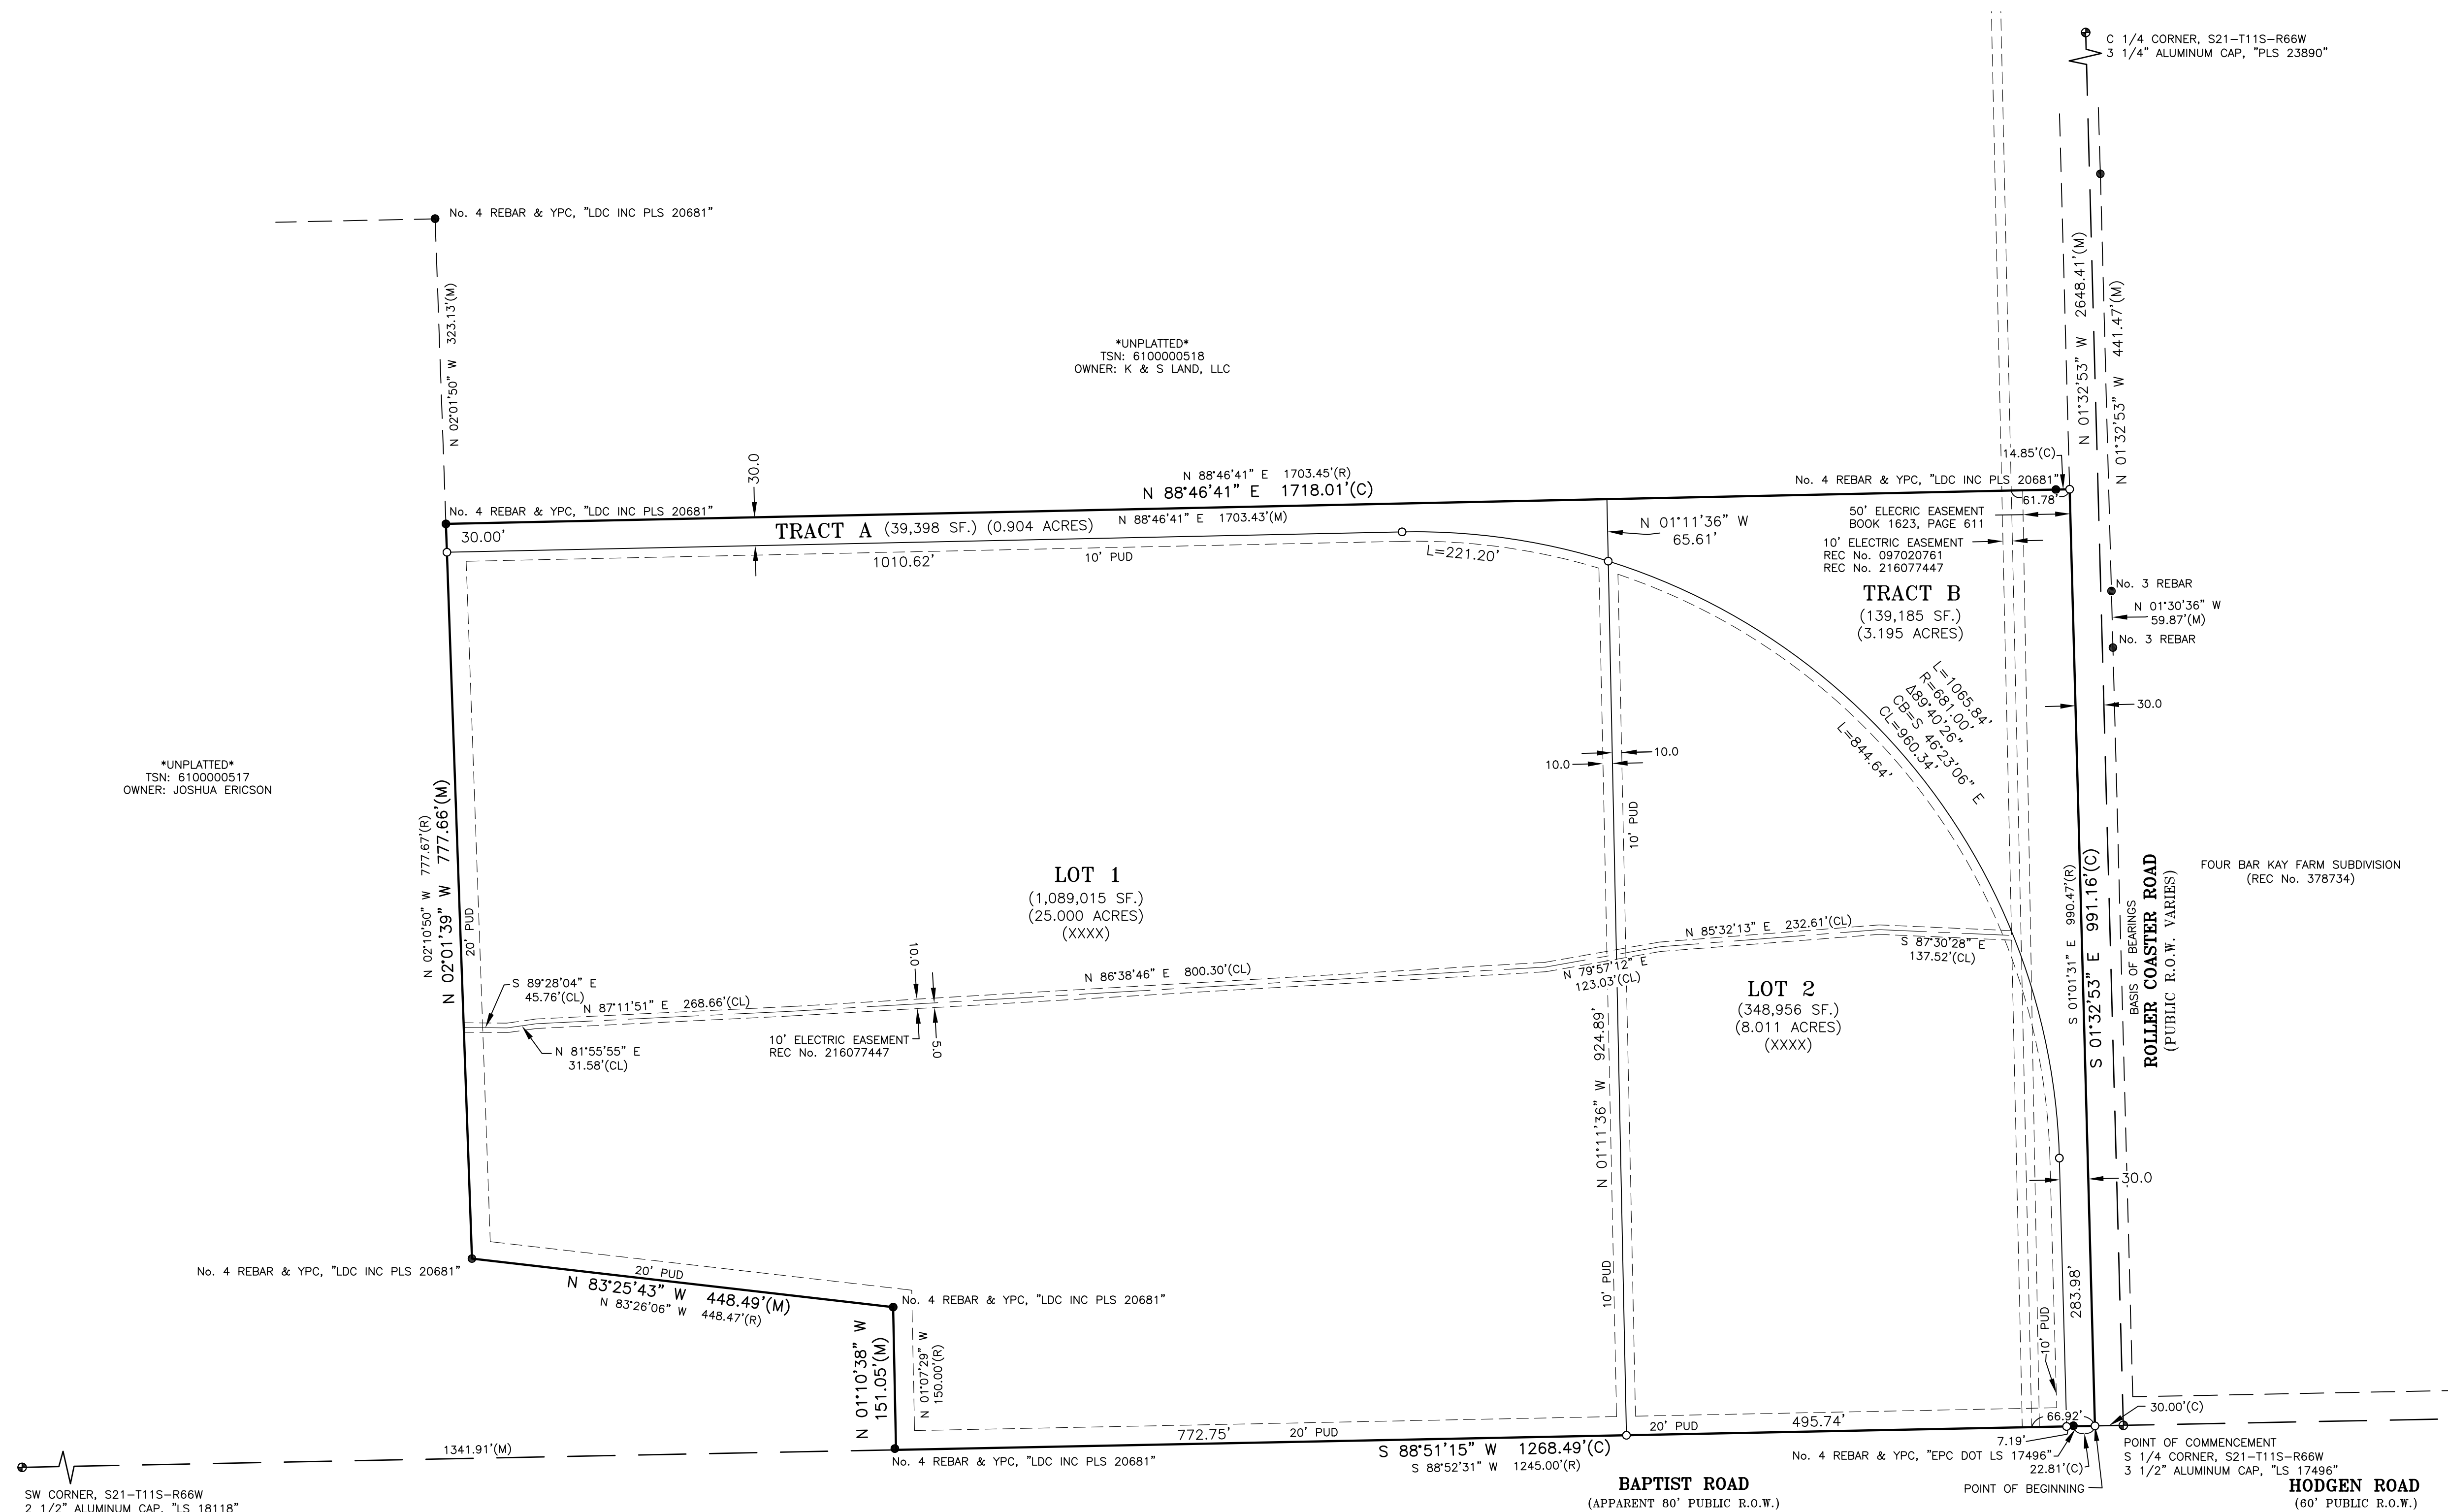 C 1/4 CORNER, S21-T11S-R66W
3 1/4" ALUMINUM CAP, "PLS 23890"
No. 4 REBAR & YPC, "LDC INC PLS 20681"
N 02°01'50" W 323.13'(M)
*UNPLATTED*
TSN: 6100000518
OWNER: K & S LAND, LLC
N 01°32'53" W 2648.41'(M)
N 01°32'53" W 441.47'(M)
14.85'(C)
30.0
N 88°46'41" E 1703.45'(R)
N 88°46'41" E 1718.01'(C)
No. 4 REBAR & YPC, "LDC INC PLS 20681"
61.78'
No. 4 REBAR & YPC, "LDC INC PLS 20681"
30.00'
TRACT A (39,398 SF.) (0.904 ACRES)
N 88°46'41" E 1703.43'(M)
N 01°11'36" W
65.61'
50' ELECRIC EASEMENT
BOOK 1623, PAGE 611
10' ELECTRIC EASEMENT
REC No. 097020761
REC No. 216077447
1010.62'
10' PUD
L=221.20'
TRACT B
(139,185 SF.)
(3.195 ACRES)
No. 3 REBAR
N 01°30'36" W
59.87'(M)
No. 3 REBAR
L=1065.84'
R=681.00'
Δ89°40'26"
CB=S 46°23'06" E
CL=960.34'
L=844.64'
30.0
10.0
10.0
10' PUD
*UNPLATTED*
TSN: 6100000517
OWNER: JOSHUA ERICSON
N 02°10'50" W 777.67'(R)
N 02°01'39" W 777.66'(M)
20' PUD
LOT 1
(1,089,015 SF.)
(25.000 ACRES)
(XXXX)
S 01°01'31" E 990.47'(R)
S 01°32'53" E 991.16'(C)
BASIS OF BEARINGS
ROLLER COASTER ROAD
(PUBLIC R.O.W. VARIES)
FOUR BAR KAY FARM SUBDIVISION
(REC No. 378734)
N 85°32'13" E 232.61'(CL)
S 87°30'28" E
137.52'(CL)
10.0
N 86°38'46" E 800.30'(CL)
N 79°57'12" E
123.03'(CL)
S 89°28'04" E
45.76'(CL)
N 87°11'51" E 268.66'(CL)
LOT 2
(348,956 SF.)
(8.011 ACRES)
(XXXX)
N 81°55'55" E
31.58'(CL)
10' ELECTRIC EASEMENT
REC No. 216077447
5.0
N 01°11'36" W 924.89'
30.0
No. 4 REBAR & YPC, "LDC INC PLS 20681"
20' PUD
N 83°25'43" W 448.49'(M)
N 83°26'06" W 448.47'(R)
No. 4 REBAR & YPC, "LDC INC PLS 20681"
10' PUD
283.98'
10' PUD
N 01°10'38" W
151.05'(M)
N 01°07'29" W
150.00'(R)
66.92'
30.00'(C)
772.75'
20' PUD
20' PUD
495.74'
1341.91'(M)
No. 4 REBAR & YPC, "LDC INC PLS 20681"
S 88°51'15" W 1268.49'(C)
S 88°52'31" W 1245.00'(R)
7.19'
No. 4 REBAR & YPC, "EPC DOT LS 17496"
22.81'(C)
POINT OF BEGINNING
POINT OF COMMENCEMENT
S 1/4 CORNER, S21-T11S-R66W
3 1/2" ALUMINUM CAP, "LS 17496"
BAPTIST ROAD
(APPARENT 80' PUBLIC R.O.W.)
HODGEN ROAD
(60' PUBLIC R.O.W.)
SW CORNER, S21-T11S-R66W
2 1/2" ALUMINUM CAP, "LS 18118"